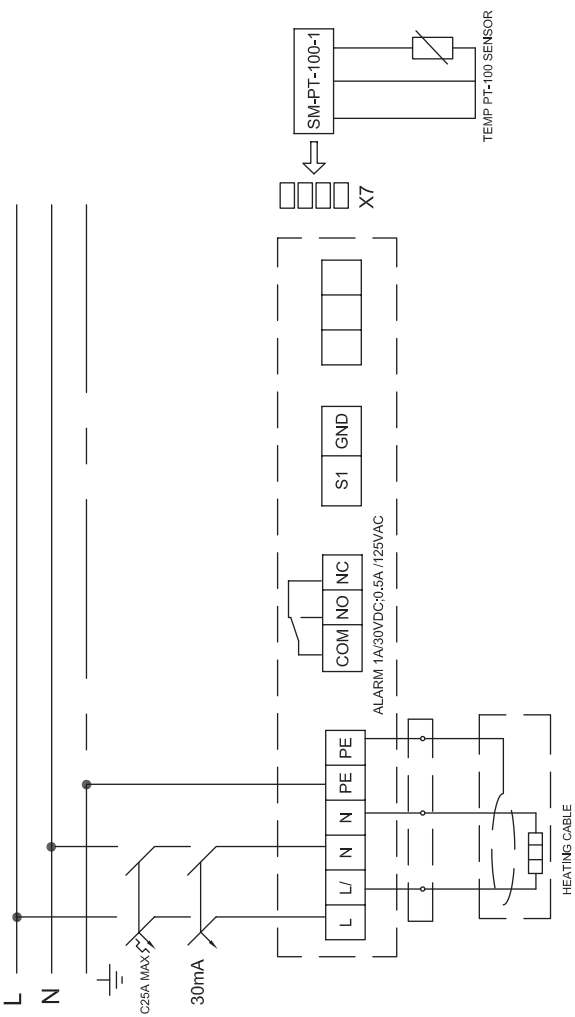 L
N
C25A MAX
30mA
L
L/
N
N
PE
PE
COM
NO
NC
ALARM 1A/30VDC;0.5A /125VAC
S1
GND
X7
SM-PT-100-1
TEMP PT-100 SENSOR
HEATING CABLE